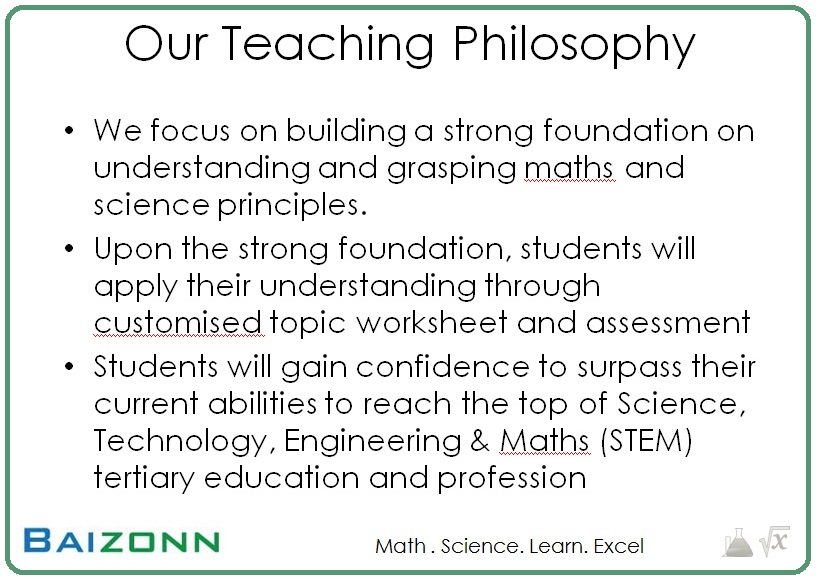 Our Teaching Philosophy
• We focus on building a strong foundation on
understanding and grasping maths and
science principles.
• Upon the strong foundation, students will
apply their understanding through
customised topic worksheet and assessment
• Students will gain confidence to surpass their
current abilities to reach the top of Science,
Technology, Engineering & Maths (STEM)
tertiary education and profession
BAIZONN
Math . Science. Learn. Excel
√x